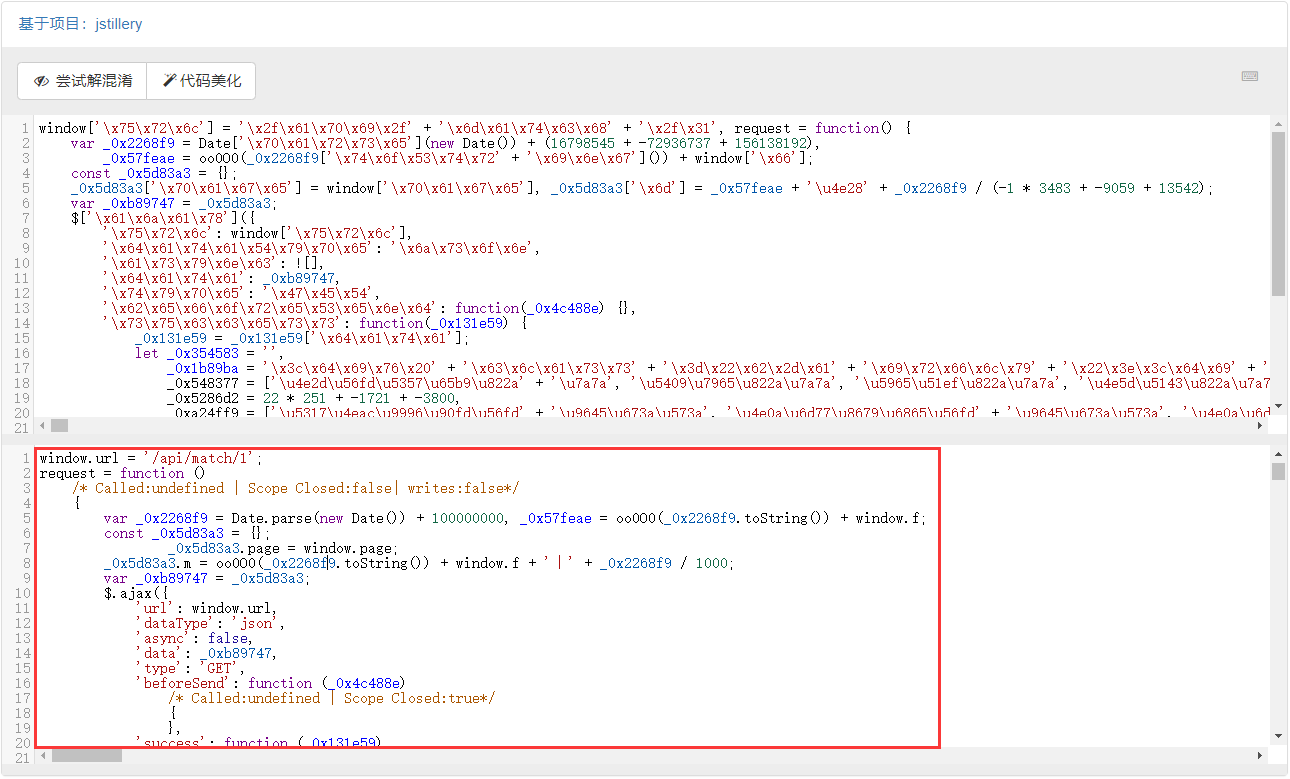 基于项目：jstillery
尝试解混淆 代码美化
1 window['\x75\x72\x6c'] = '\x2f\x61\x70\x69\x2f' + '\x6d\x61\x74\x63\x68' + '\x2f\x31', request = function() {
2 var _0x2268f9 = Date['\x70\x61\x72\x73\x65'](new Date()) + (16798545 + -72936737 + 156138192),
3 _0x57feae = oo0O0(_0x2268f9['\x74\x6f\x53\x74\x72' + '\x69\x6e\x67']()) + window['\x66'];
4 const _0x5d83a3 = {};
5 _0x5d83a3['\x70\x61\x67\x65'] = window['\x70\x61\x67\x65'], _0x5d83a3['\x6d'] = _0x57feae + '\u4e28' + _0x2268f9 / (-1 * 3483 + -9059 + 13542);
6 var _0xb89747 = _0x5d83a3;
7 $['\x61\x6a\x61\x78']({
8 '\x75\x72\x6c': window['\x75\x72\x6c'],
9 '\x64\x61\x74\x61\x54\x79\x70\x65': '\x6a\x73\x6f\x6e',
10 '\x61\x73\x79\x6e\x63': ![],
11 '\x64\x61\x74\x61': _0xb89747,
12 '\x74\x79\x70\x65': '\x47\x45\x54',
13 '\x62\x65\x66\x6f\x72\x65\x53\x65\x6e\x64': function(_0x4c488e) {},
14 '\x73\x75\x63\x63\x65\x73\x73': function(_0x131e59) {
15 _0x131e59 = _0x131e59['\x64\x61\x74\x61'];
16 let _0x354583 = '',
17 _0x1b89ba = '\x3c\x64\x69\x76\x20' + '\x63\x6c\x61\x73\x73' + '\x3d\x22\x62\x2d\x61' + '\x69\x72\x66\x6c\x79' + '\x22\x3e\x3c\x64\x69' + '
18 _0x548377 = ['\u4e2d\u56fd\u5357\u65b9\u822a' + '\u7a7a', '\u5409\u7965\u822a\u7a7a', '\u5965\u51ef\u822a\u7a7a', '\u4e5d\u5143\u822a\u7a7a
19 _0x5286d2 = 22 * 251 + -1721 + -3800,
20 _0xa24ff9 = ['\u5317\u4eac\u9996\u90fd\u56fd' + '\u9645\u673a\u573a', '\u4e0a\u6d77\u8679\u6865\u56fd' + '\u9645\u673a\u573a', '\u4e0a\u6d
21
1 window.url = '/api/match/1';
2 request = function ()
3 /* Called:undefined | Scope Closed:false| writes:false*/
4 {
5 var _0x2268f9 = Date.parse(new Date()) + 100000000, _0x57feae = oo0O0(_0x2268f9.toString()) + window.f;
6 const _0x5d83a3 = {};
7 _0x5d83a3.page = window.page;
8 _0x5d83a3.m = oo0O0(_0x2268f9.toString()) + window.f + '丨' + _0x2268f9 / 1000;
9 var _0xb89747 = _0x5d83a3;
10 $.ajax({
11 'url': window.url,
12 'dataType': 'json',
13 'async': false,
14 'data': _0xb89747,
15 'type': 'GET',
16 'beforeSend': function (_0x4c488e)
17 /* Called:undefined | Scope Closed:true*/
18 {
19 },
20 'success': function (_0x131e59)
21